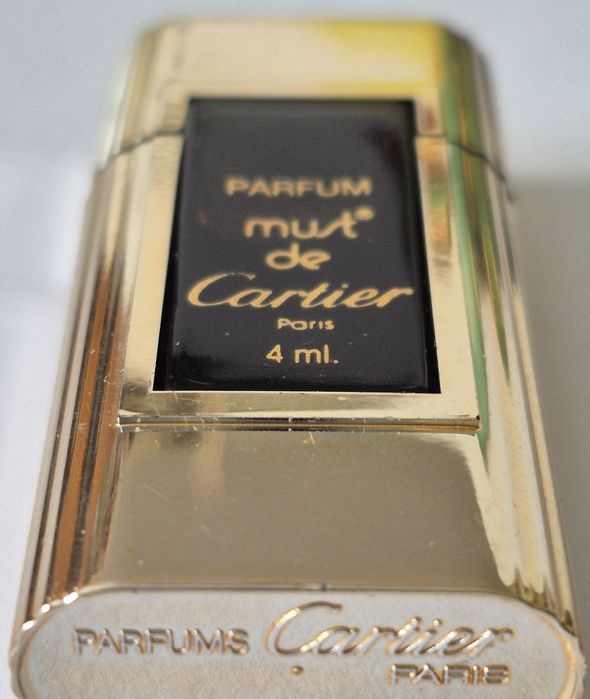 PARFUM
must®
de
Cartier
Paris
4 ml.
PARFUMS Cartier
PARIS